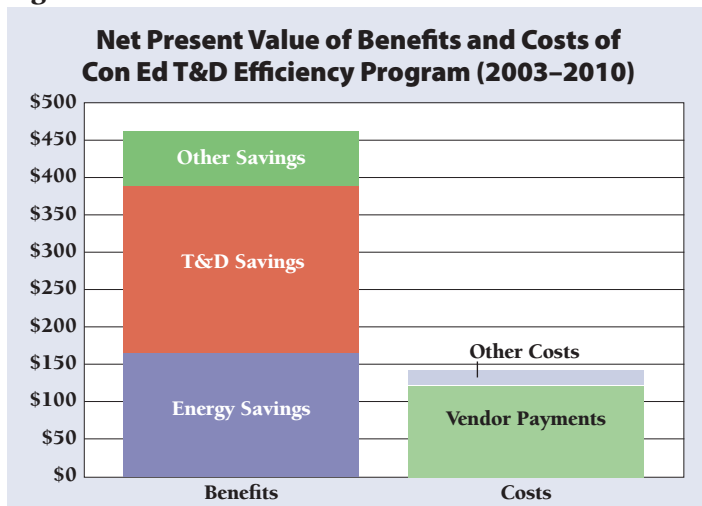 Net Present Value of Benefits and Costs of
Con Ed T&D Efficiency Program (2003–2010)
$500
$450
$400
$350
$300
$250
$200
$150
$100
$50
$0
Other Savings
T&D Savings
Energy Savings
Other Costs
Vendor Payments
Benefits
Costs